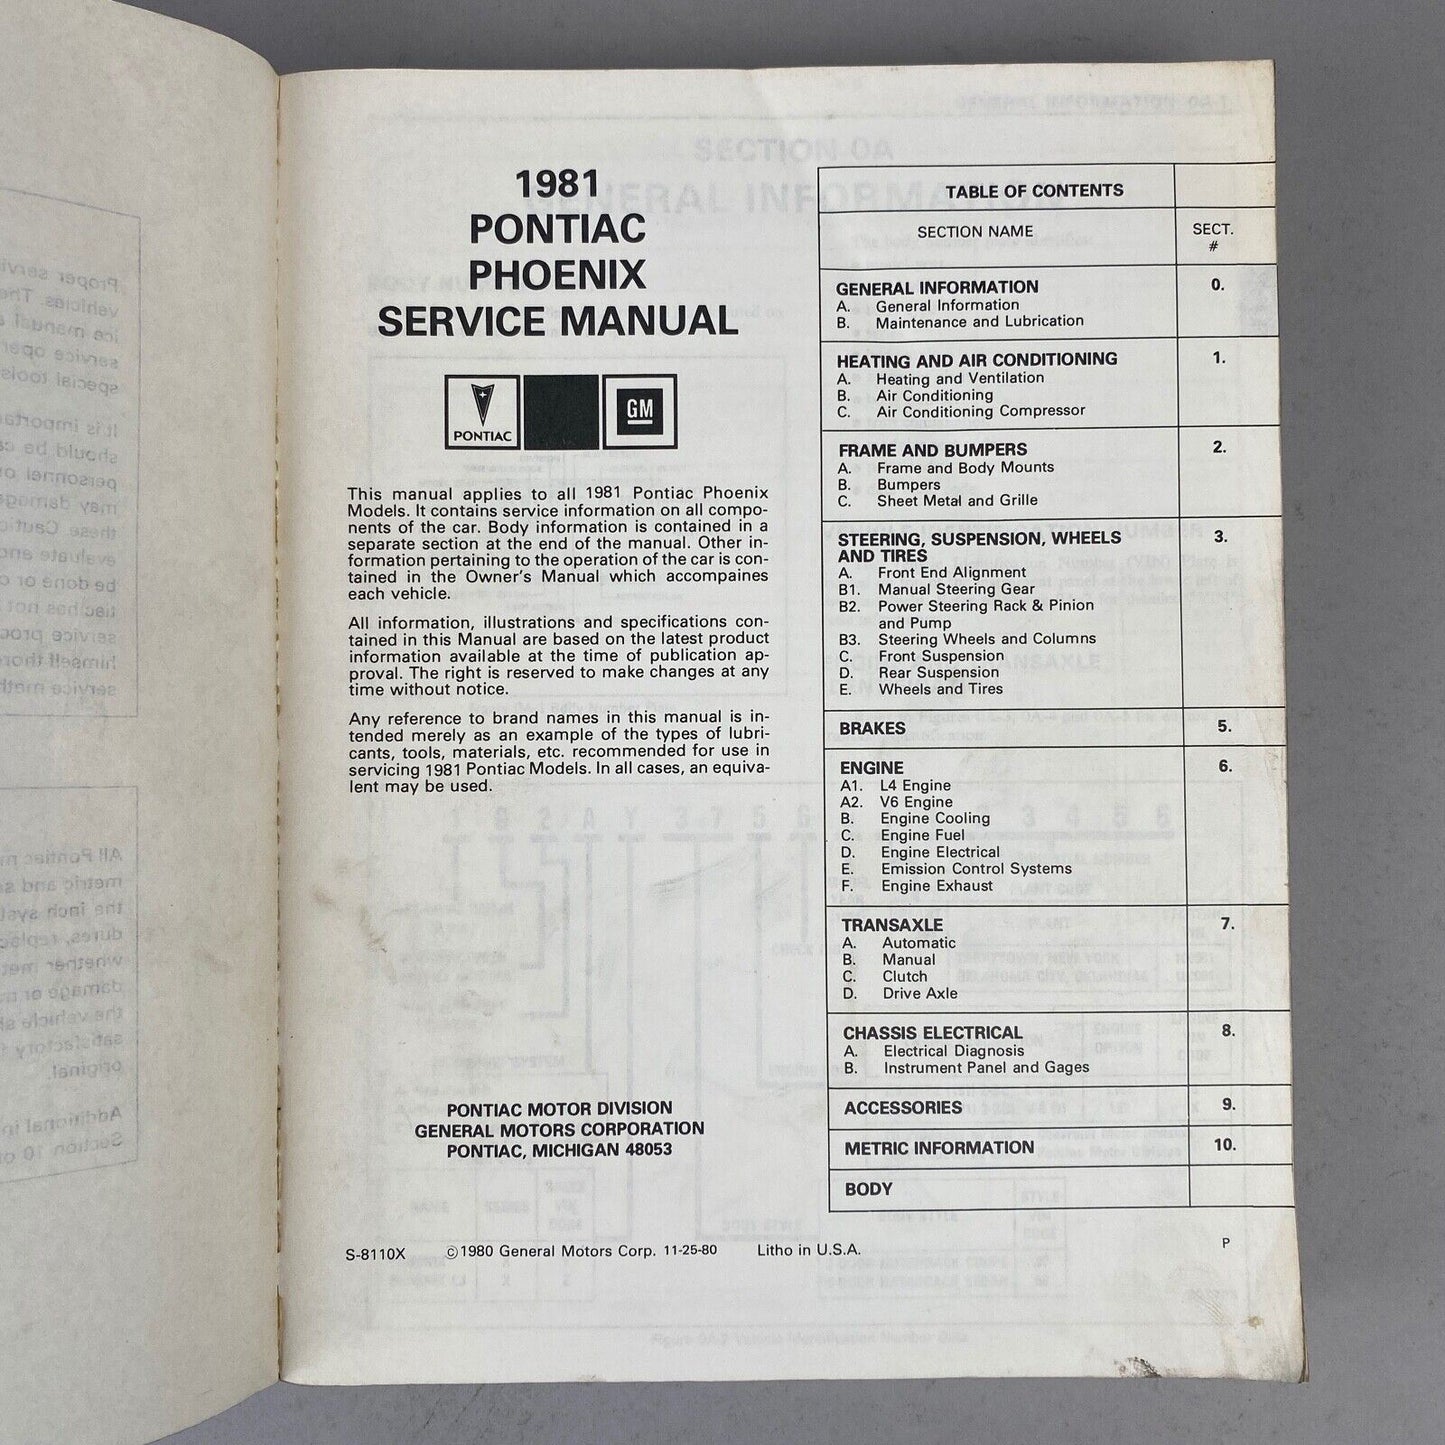 1981
PONTIAC
PHOENIX
SERVICE MANUAL
PONTIAC
GM
This manual applies to all 1981 Pontiac Phoenix
Models. It contains service information on all compo-
nents of the car. Body information is contained in a
separate section at the end of the manual. Other in-
formation pertaining to the operation of the car is con-
tained in the Owner's Manual which accompaines
each vehicle.
All information, illustrations and specifications con-
tained in this Manual are based on the latest product
information available at the time of publication ap-
proval. The right is reserved to make changes at any
time without notice.
Any reference to brand names in this manual is in-
tended merely as an example of the types of lubri-
cants, tools, materials, etc. recommended for use in
servicing 1981 Pontiac Models. In all cases, an equiva-
lent may be used.
PONTIAC MOTOR DIVISION
GENERAL MOTORS CORPORATION
PONTIAC, MICHIGAN 48053
S-8110X ©1980 General Motors Corp. 11-25-80 Litho in U.S.A.
TABLE OF CONTENTS
SECTION NAME SECT. #
GENERAL INFORMATION 0.
A. General Information
B. Maintenance and Lubrication
HEATING AND AIR CONDITIONING 1.
A. Heating and Ventilation
B. Air Conditioning
C. Air Conditioning Compressor
FRAME AND BUMPERS 2.
A. Frame and Body Mounts
B. Bumpers
C. Sheet Metal and Grille
STEERING, SUSPENSION, WHEELS 3.
AND TIRES
A. Front End Alignment
B1. Manual Steering Gear
B2. Power Steering Rack & Pinion
and Pump
B3. Steering Wheels and Columns
C. Front Suspension
D. Rear Suspension
E. Wheels and Tires
BRAKES 5.
ENGINE 6.
A1. L4 Engine
A2. V6 Engine
B. Engine Cooling
C. Engine Fuel
D. Engine Electrical
E. Emission Control Systems
F. Engine Exhaust
TRANSAXLE 7.
A. Automatic
B. Manual
C. Clutch
D. Drive Axle
CHASSIS ELECTRICAL 8.
A. Electrical Diagnosis
B. Instrument Panel and Gages
ACCESSORIES 9.
METRIC INFORMATION 10.
BODY
P